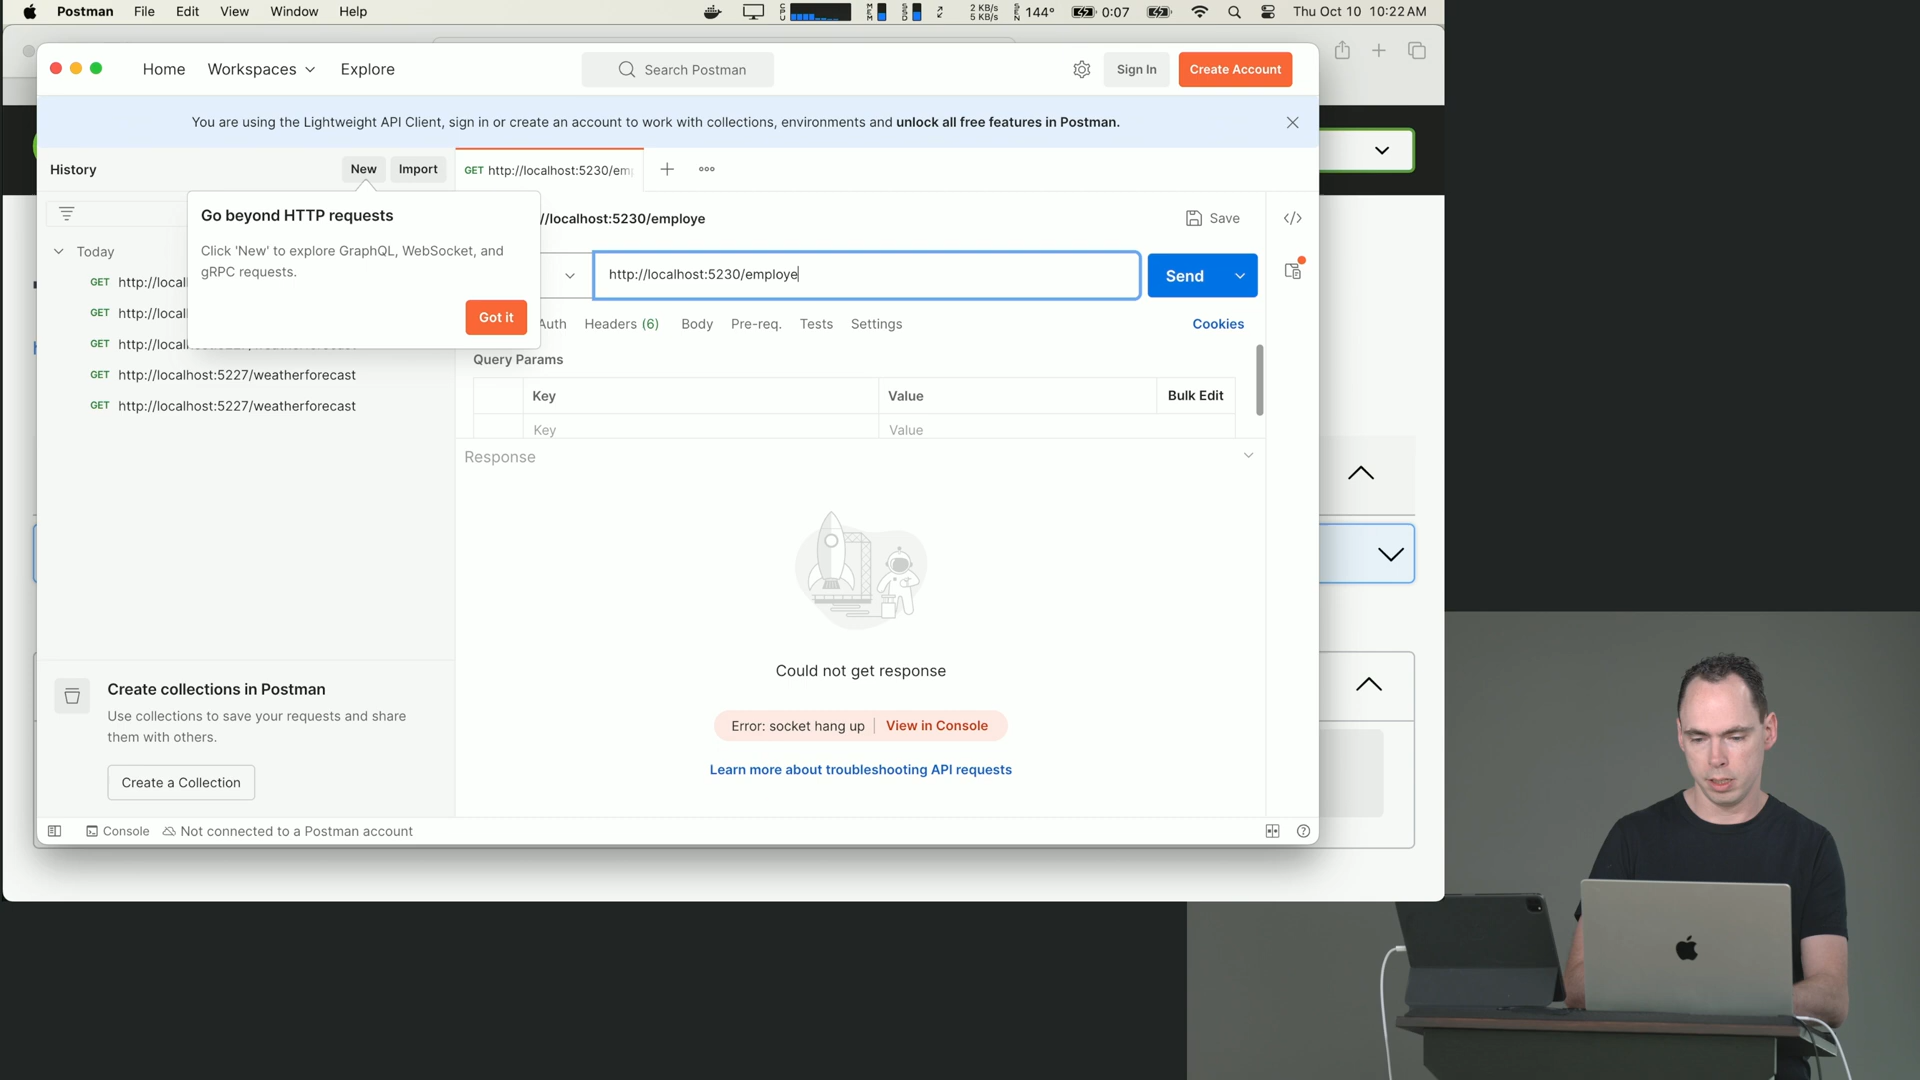 Postman File Edit View Window Help
CPU
MEM
SSD
2 KB/s
5 KB/s
SEN
144°
0:07
Thu Oct 10 10:22 AM
Home Workspaces Explore
Search Postman
Sign In
Create Account
You are using the Lightweight API Client, sign in or create an account to work with collections, environments and unlock all free features in Postman.
History
New
Import
GET http://localhost:5230/em
Go beyond HTTP requests
Click 'New' to explore GraphQL, WebSocket, and
gRPC requests.
Got it
//localhost:5230/employe
Save
</>
http://localhost:5230/employe
Send
Today
GET http://local
GET http://local
GET http://local
GET http://localhost:5227/weatherforecast
GET http://localhost:5227/weatherforecast
Auth Headers (6) Body Pre-req. Tests Settings
Cookies
Query Params
Key Value Bulk Edit
Key Value
Response
Could not get response
Error: socket hang up | View in Console
Learn more about troubleshooting API requests
Create collections in Postman
Use collections to save your requests and share
them with others.
Create a Collection
Console Not connected to a Postman account